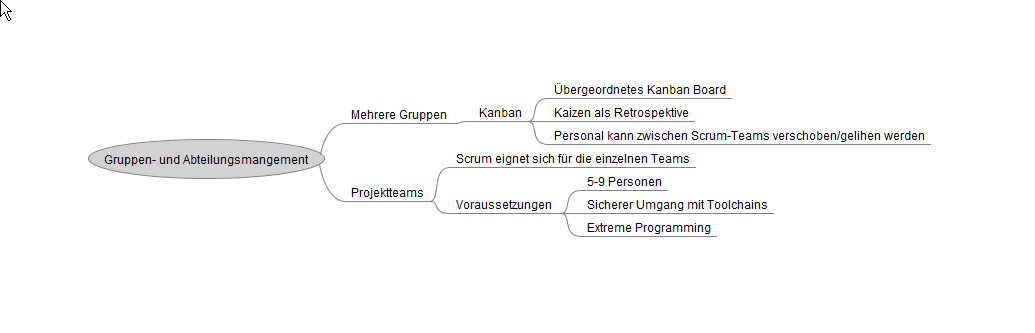 Gruppen- und Abteilungsmangement
Mehrere Gruppen
Kanban
Übergeordnetes Kanban Board
Kaizen als Retrospektive
Personal kann zwischen Scrum-Teams verschoben/gelihen werden
Projektteams
Scrum eignet sich für die einzelnen Teams
Voraussetzungen
5-9 Personen
Sicherer Umgang mit Toolchains
Extreme Programming